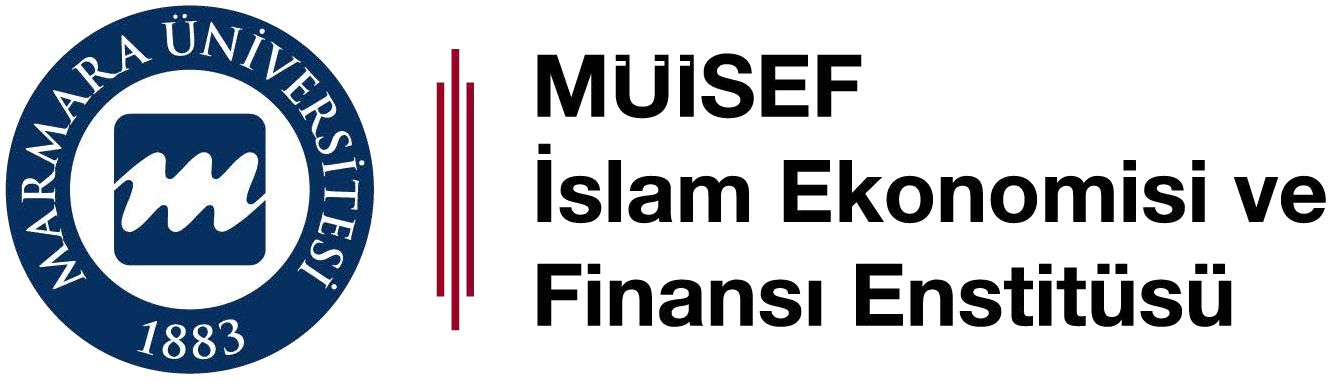 MARMARA ÜNİVERSİTESİ
1883
MÜİSEF
İslam Ekonomisi ve
Finansı Enstitüsü